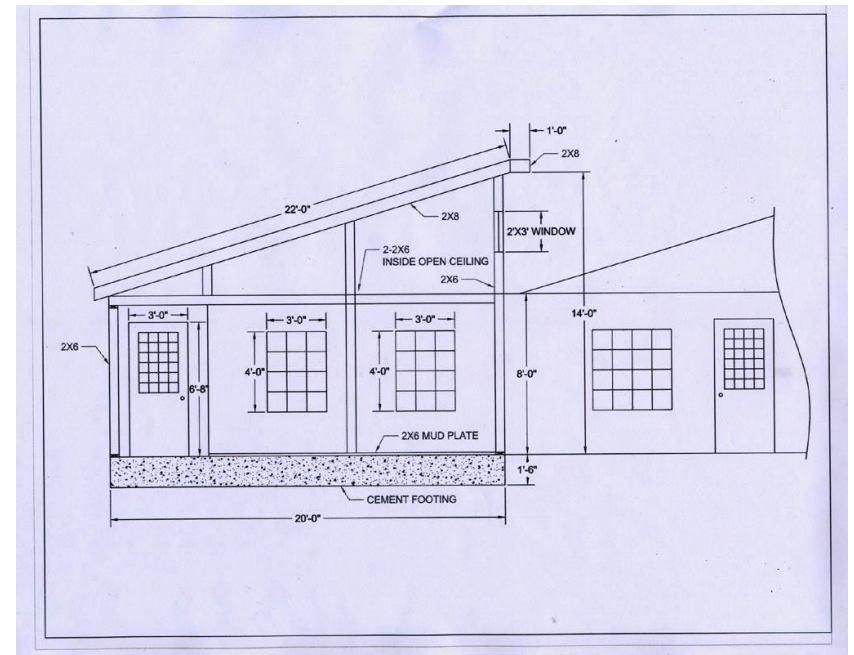 1'-0"
2X8
22'-0"
2X8
2'X3' WINDOW
2-2X6
INSIDE OPEN CEILING
2X6
3'-0"
3'-0"
3'-0"
14'-0"
2X6
4'-0"
4'-0"
8'-0"
6'-8"
2X6 MUD PLATE
1'-6"
CEMENT FOOTING
20'-0"